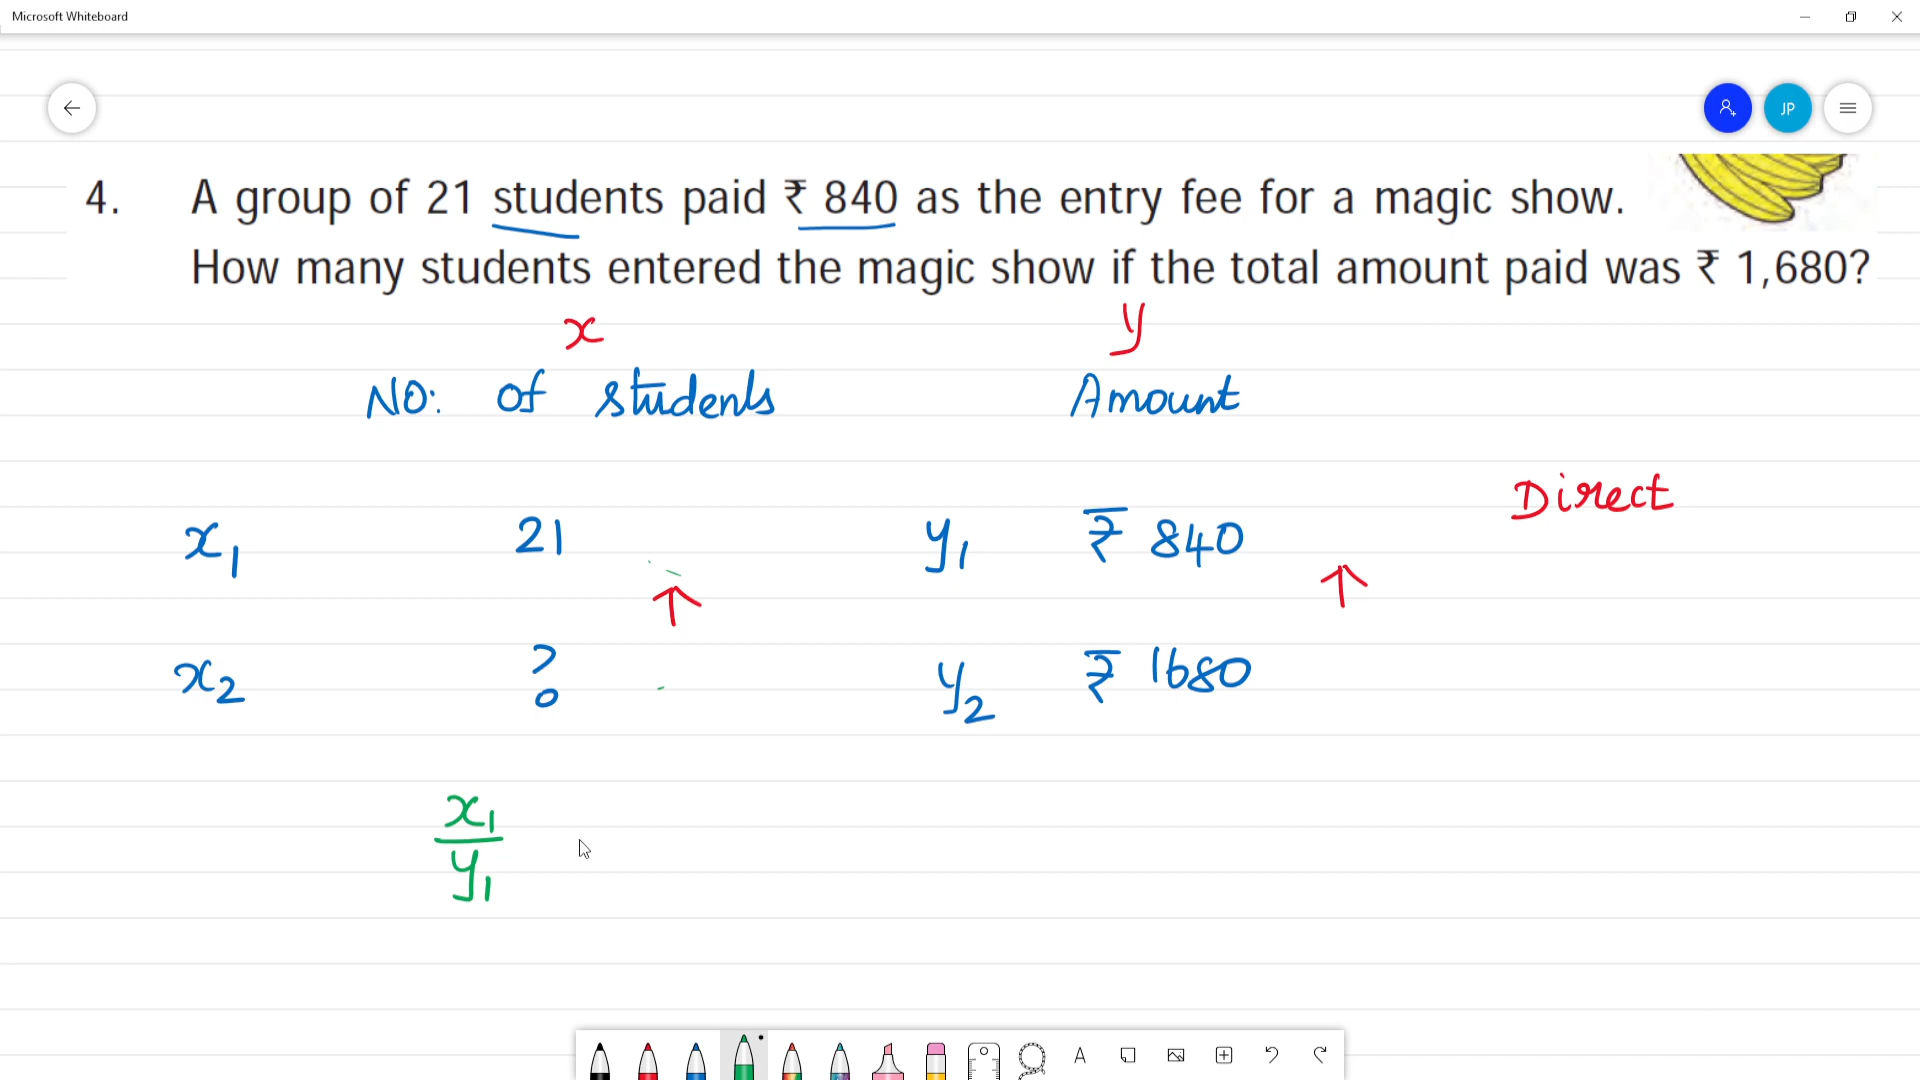 Microsoft Whiteboard
JP
4. A group of 21 students paid ₹ 840 as the entry fee for a magic show.
How many students entered the magic show if the total amount paid was ₹ 1,680?
x y
No: of students Amount
Direct
x₁ 21 y₁ ₹ 840
x₂ ? y₂ ₹ 1680
x₁
y₁
A